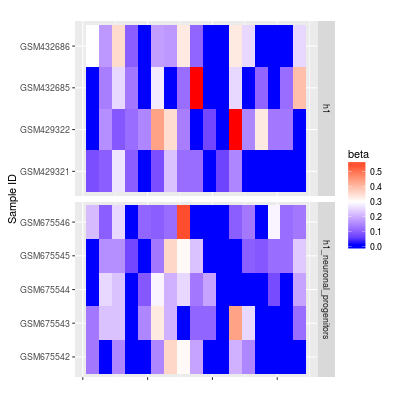 GSM432686
GSM432685
GSM429322
GSM429321
h1
GSM675546
GSM675545
GSM675544
GSM675543
GSM675542
h1_neuronal_progenitors
Sample ID
beta
0.5
0.4
0.3
0.2
0.1
0.0